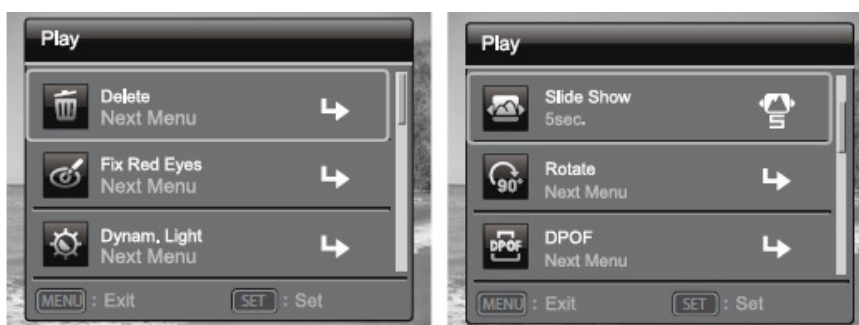 Play
Delete
Next Menu
Fix Red Eyes
Next Menu
Dynam. Light
Next Menu
MENU : Exit SET : Set
Play
Slide Show
5sec.
5
Rotate
Next Menu
90°
DPOF
DPOF
Next Menu
MENU : Exit SET : Set